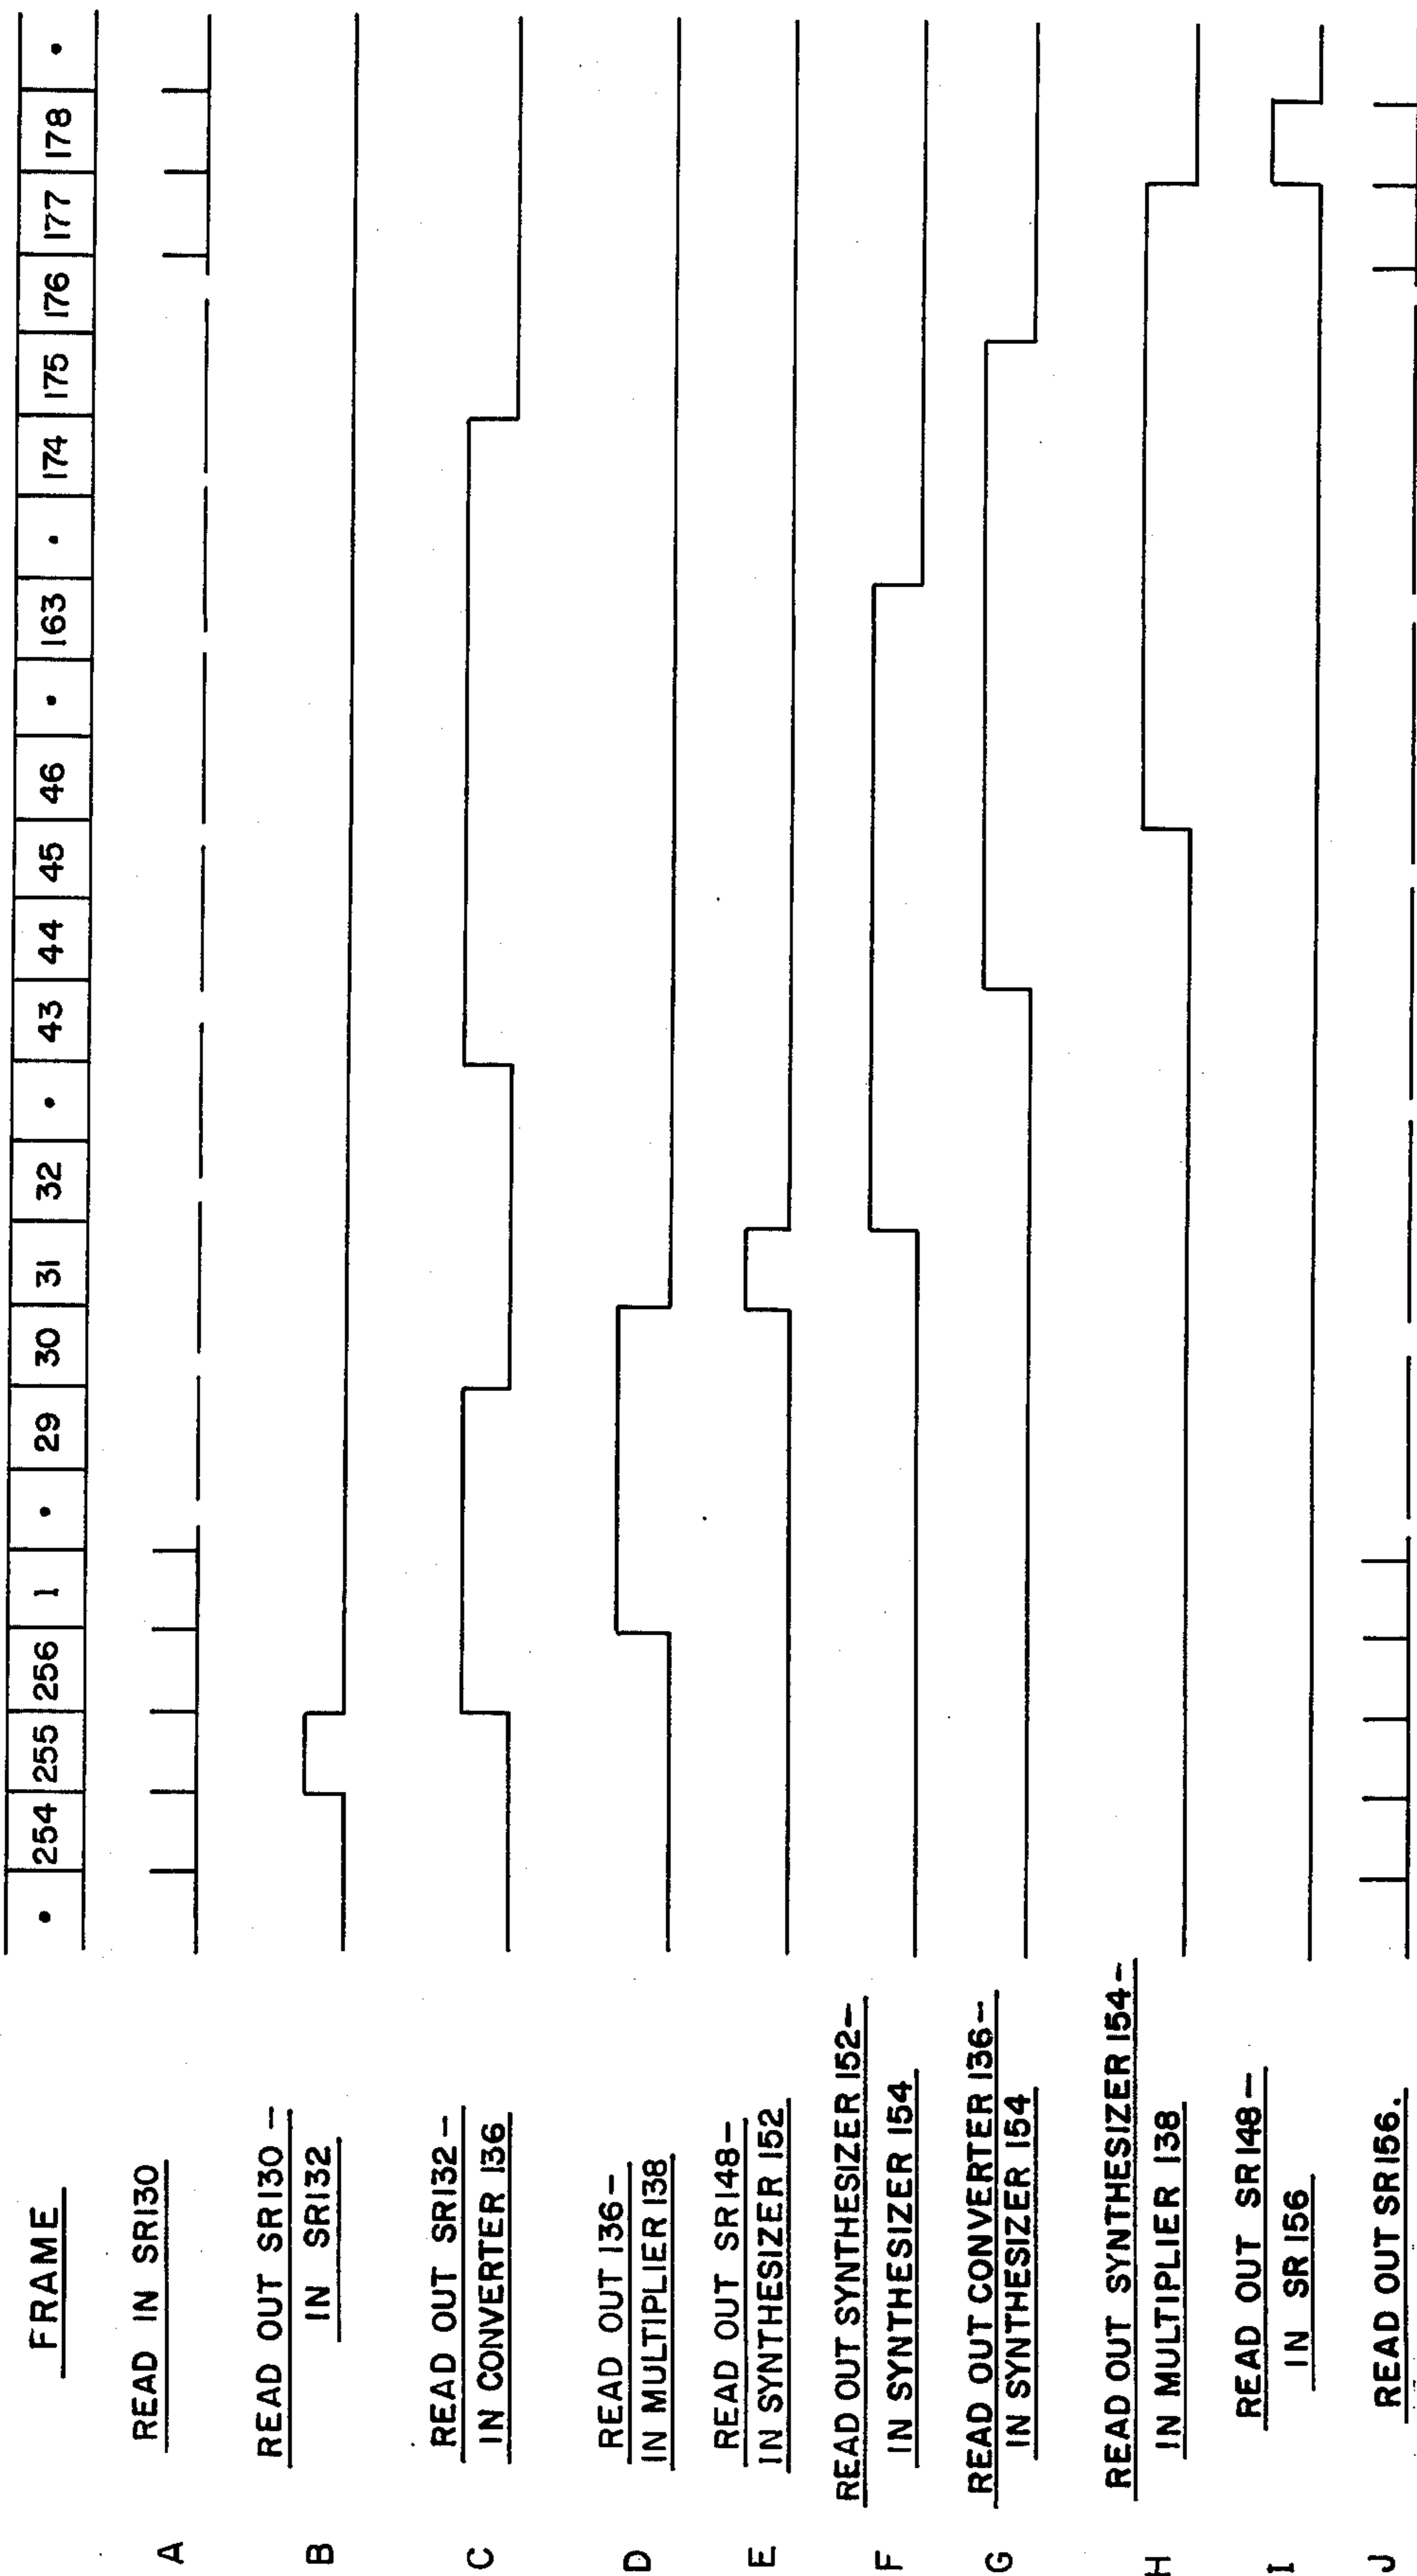 FRAME
• 254 255 256 1 • 29 30 31 32 • 43 44 45 46 • 163 • 174 175 176 177 178 •
A READ IN SR130
B READ OUT SR130 –
IN SR132
C READ OUT SR132 –
IN CONVERTER 136
D READ OUT 136 –
IN MULTIPLIER 138
E READ OUT SR148 –
IN SYNTHESIZER 152
F READ OUT SYNTHESIZER 152 –
IN SYNTHESIZER 154
G READ OUT CONVERTER 136 –
IN SYNTHESIZER 154
H READ OUT SYNTHESIZER 154 –
IN MULTIPLIER 138
I READ OUT SR148 –
IN SR 156
J READ OUT SR156.